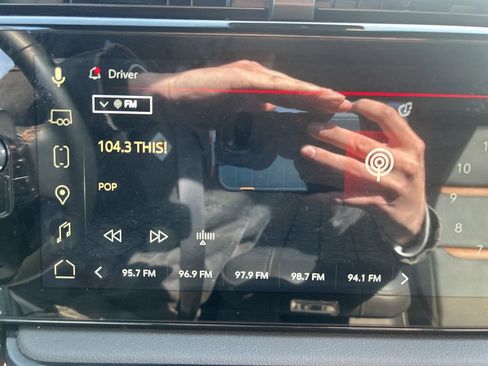 Driver
FM
104.3 THIS!
POP
95.7 FM 96.9 FM 97.9 FM 98.7 FM 94.1 FM
10
9
8
7